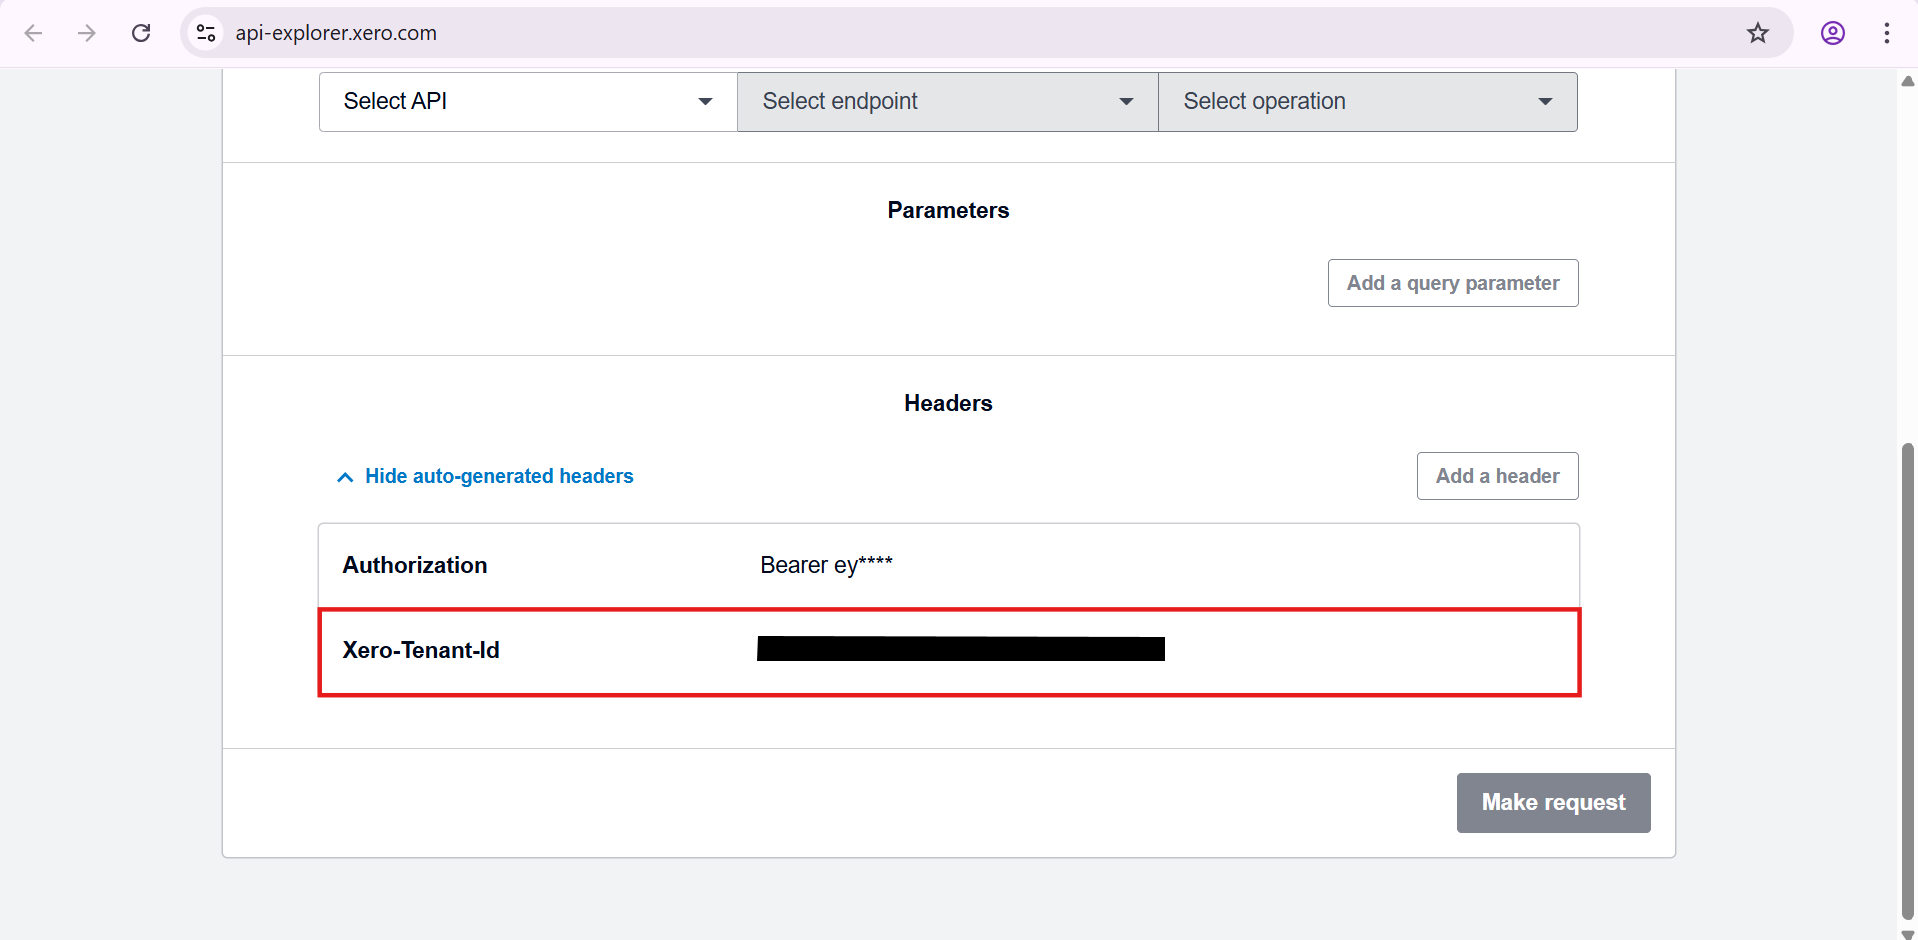 api-explorer.xero.com
Select API Select endpoint Select operation
Parameters
Add a query parameter
Headers
Hide auto-generated headers Add a header
Authorization Bearer ey****
Xero-Tenant-Id
Make request